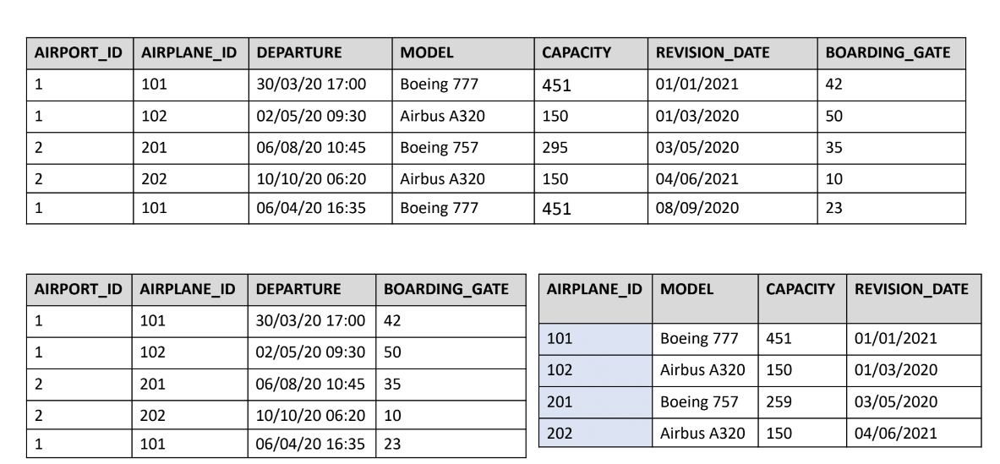 AIRPORT_ID AIRPLANE_ID DEPARTURE MODEL CAPACITY REVISION_DATE BOARDING_GATE
1 101 30/03/20 17:00 Boeing 777 451 01/01/2021 42
1 102 02/05/20 09:30 Airbus A320 150 01/03/2020 50
2 201 06/08/20 10:45 Boeing 757 295 03/05/2020 35
2 202 10/10/20 06:20 Airbus A320 150 04/06/2021 10
1 101 06/04/20 16:35 Boeing 777 451 08/09/2020 23
AIRPORT_ID AIRPLANE_ID DEPARTURE BOARDING_GATE
1 101 30/03/20 17:00 42
1 102 02/05/20 09:30 50
2 201 06/08/20 10:45 35
2 202 10/10/20 06:20 10
1 101 06/04/20 16:35 23
AIRPLANE_ID MODEL CAPACITY REVISION_DATE
101 Boeing 777 451 01/01/2021
102 Airbus A320 150 01/03/2020
201 Boeing 757 259 03/05/2020
202 Airbus A320 150 04/06/2021